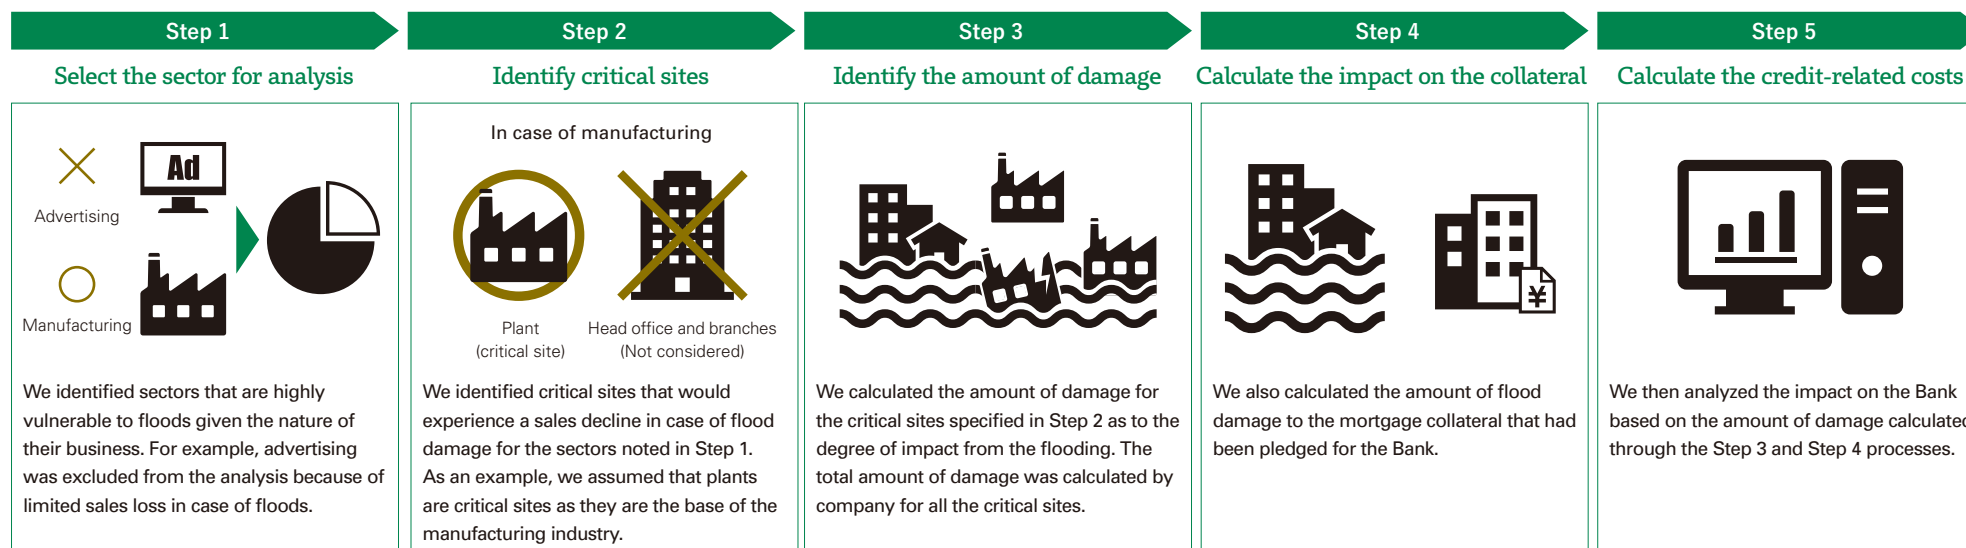 Step 1
Select the sector for analysis
Ad
Advertising
Manufacturing
We identified sectors that are highly
vulnerable to floods given the nature of
their business. For example, advertising
was excluded from the analysis because of
limited sales loss in case of floods.
Step 2
Identify critical sites
In case of manufacturing
Plant
(critical site)
Head office and branches
(Not considered)
We identified critical sites that would
experience a sales decline in case of flood
damage for the sectors noted in Step 1.
As an example, we assumed that plants
are critical sites as they are the base of the
manufacturing industry.
Step 3
Identify the amount of damage
We calculated the amount of damage for
the critical sites specified in Step 2 as to the
degree of impact from the flooding. The
total amount of damage was calculated by
company for all the critical sites.
Step 4
Calculate the impact on the collateral
¥
We also calculated the amount of flood
damage to the mortgage collateral that had
been pledged for the Bank.
Step 5
Calculate the credit-related costs
We then analyzed the impact on the Bank
based on the amount of damage calculated
through the Step 3 and Step 4 processes.